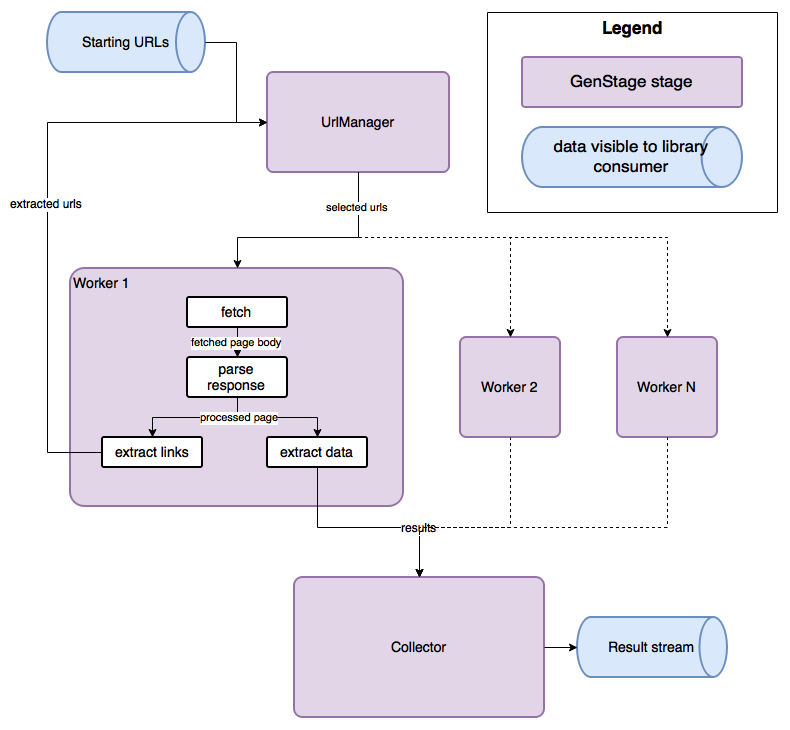 Starting URLs
Legend
GenStage stage
data visible to library
consumer
UrlManager
extracted urls
selected urls
Worker 1
fetch
fetched page body
parse
response
processed page
extract links
extract data
Worker 2
Worker N
results
Collector
Result stream